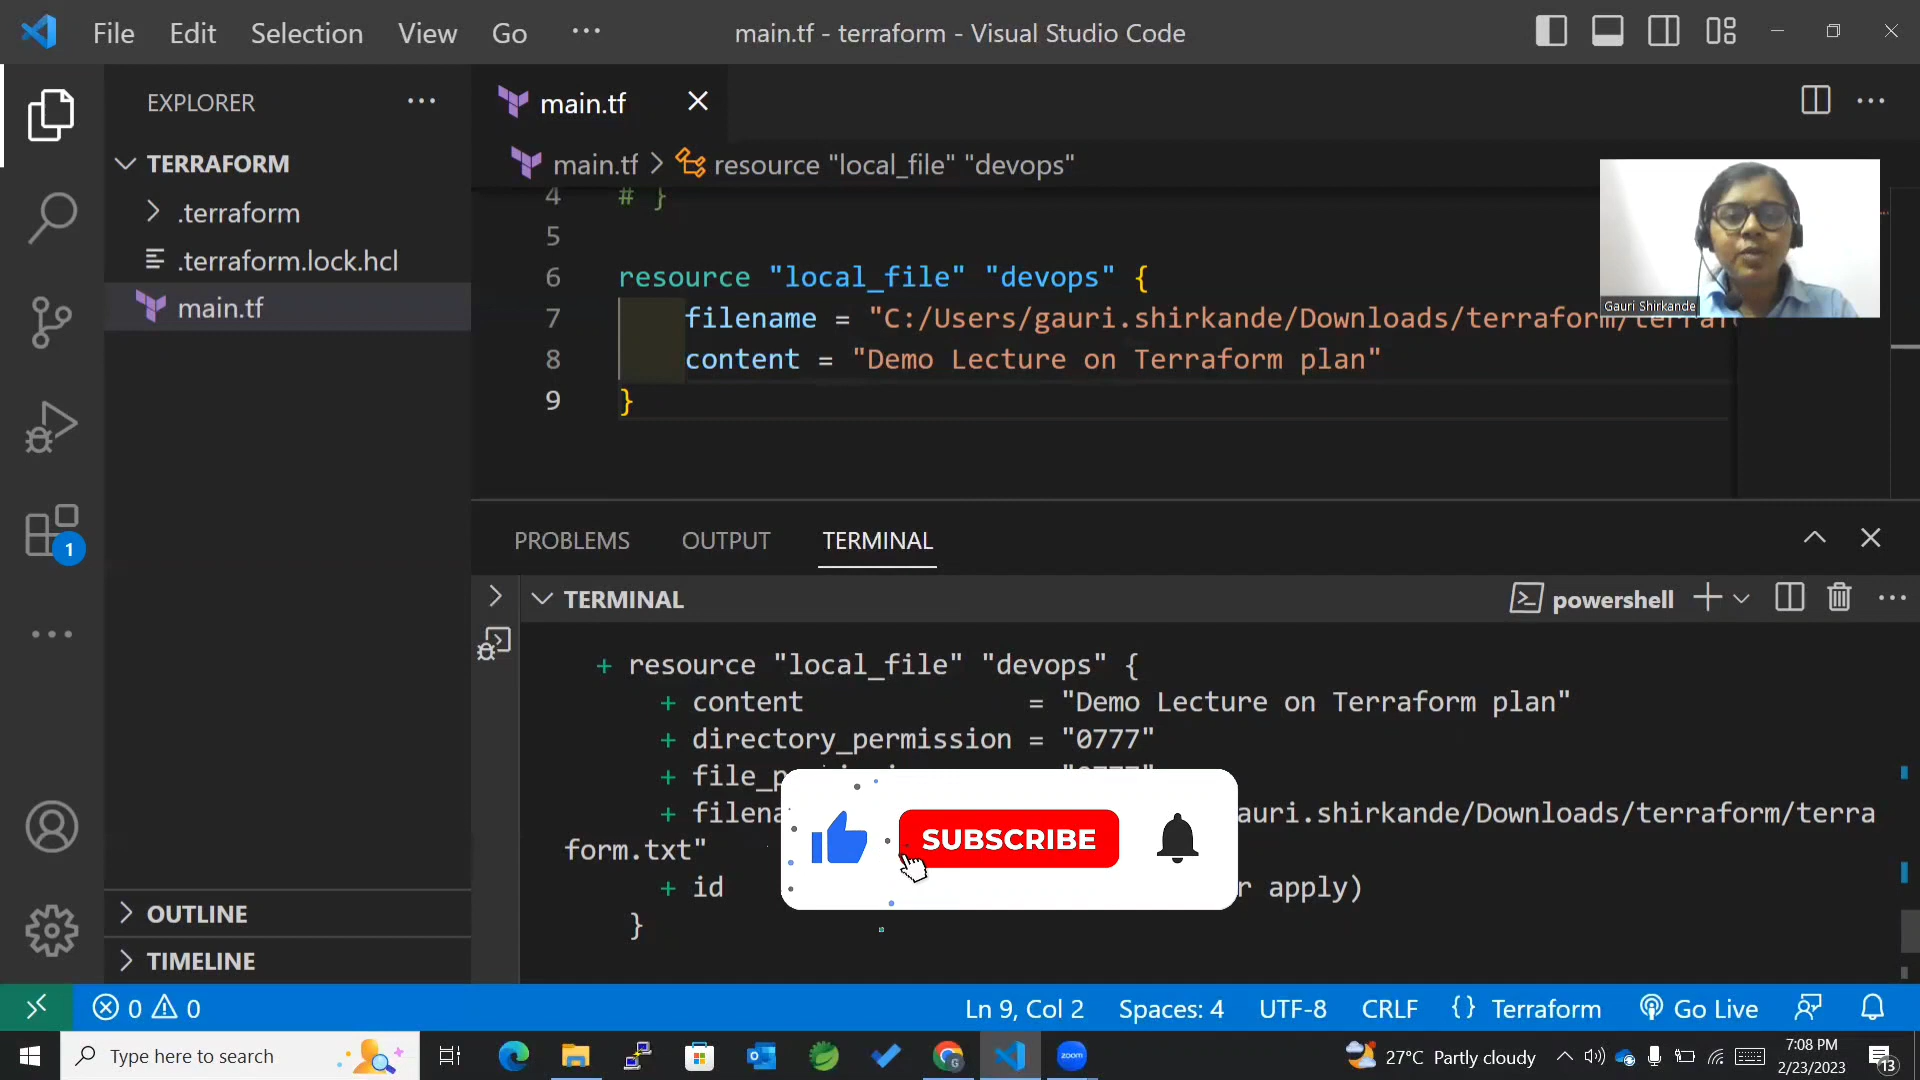 File Edit Selection View Go ··· main.tf - terraform - Visual Studio Code
EXPLORER ···
main.tf
TERRAFORM
main.tf > resource "local_file" "devops"
.terraform
.terraform.lock.hcl
main.tf
4 # }
5
6 resource "local_file" "devops" {
7 filename = "C:/Users/gauri.shirkande/Downloads/terraform/
8 content = "Demo Lecture on Terraform plan"
9 }
Gauri Shirkande
1
PROBLEMS OUTPUT TERMINAL
TERMINAL
powershell
+ resource "local_file" "devops" {
+ content = "Demo Lecture on Terraform plan"
+ directory_permission = "0777"
+ "0777"
+ auri.shirkande/Downloads/terraform/terra
form.txt"
+ id apply)
}
SUBSCRIBE
OUTLINE
TIMELINE
0 0 Ln 9, Col 2 Spaces: 4 UTF-8 CRLF {} Terraform Go Live
Type here to search
zoom
27°C Partly cloudy
7:08 PM
2/23/2023
13